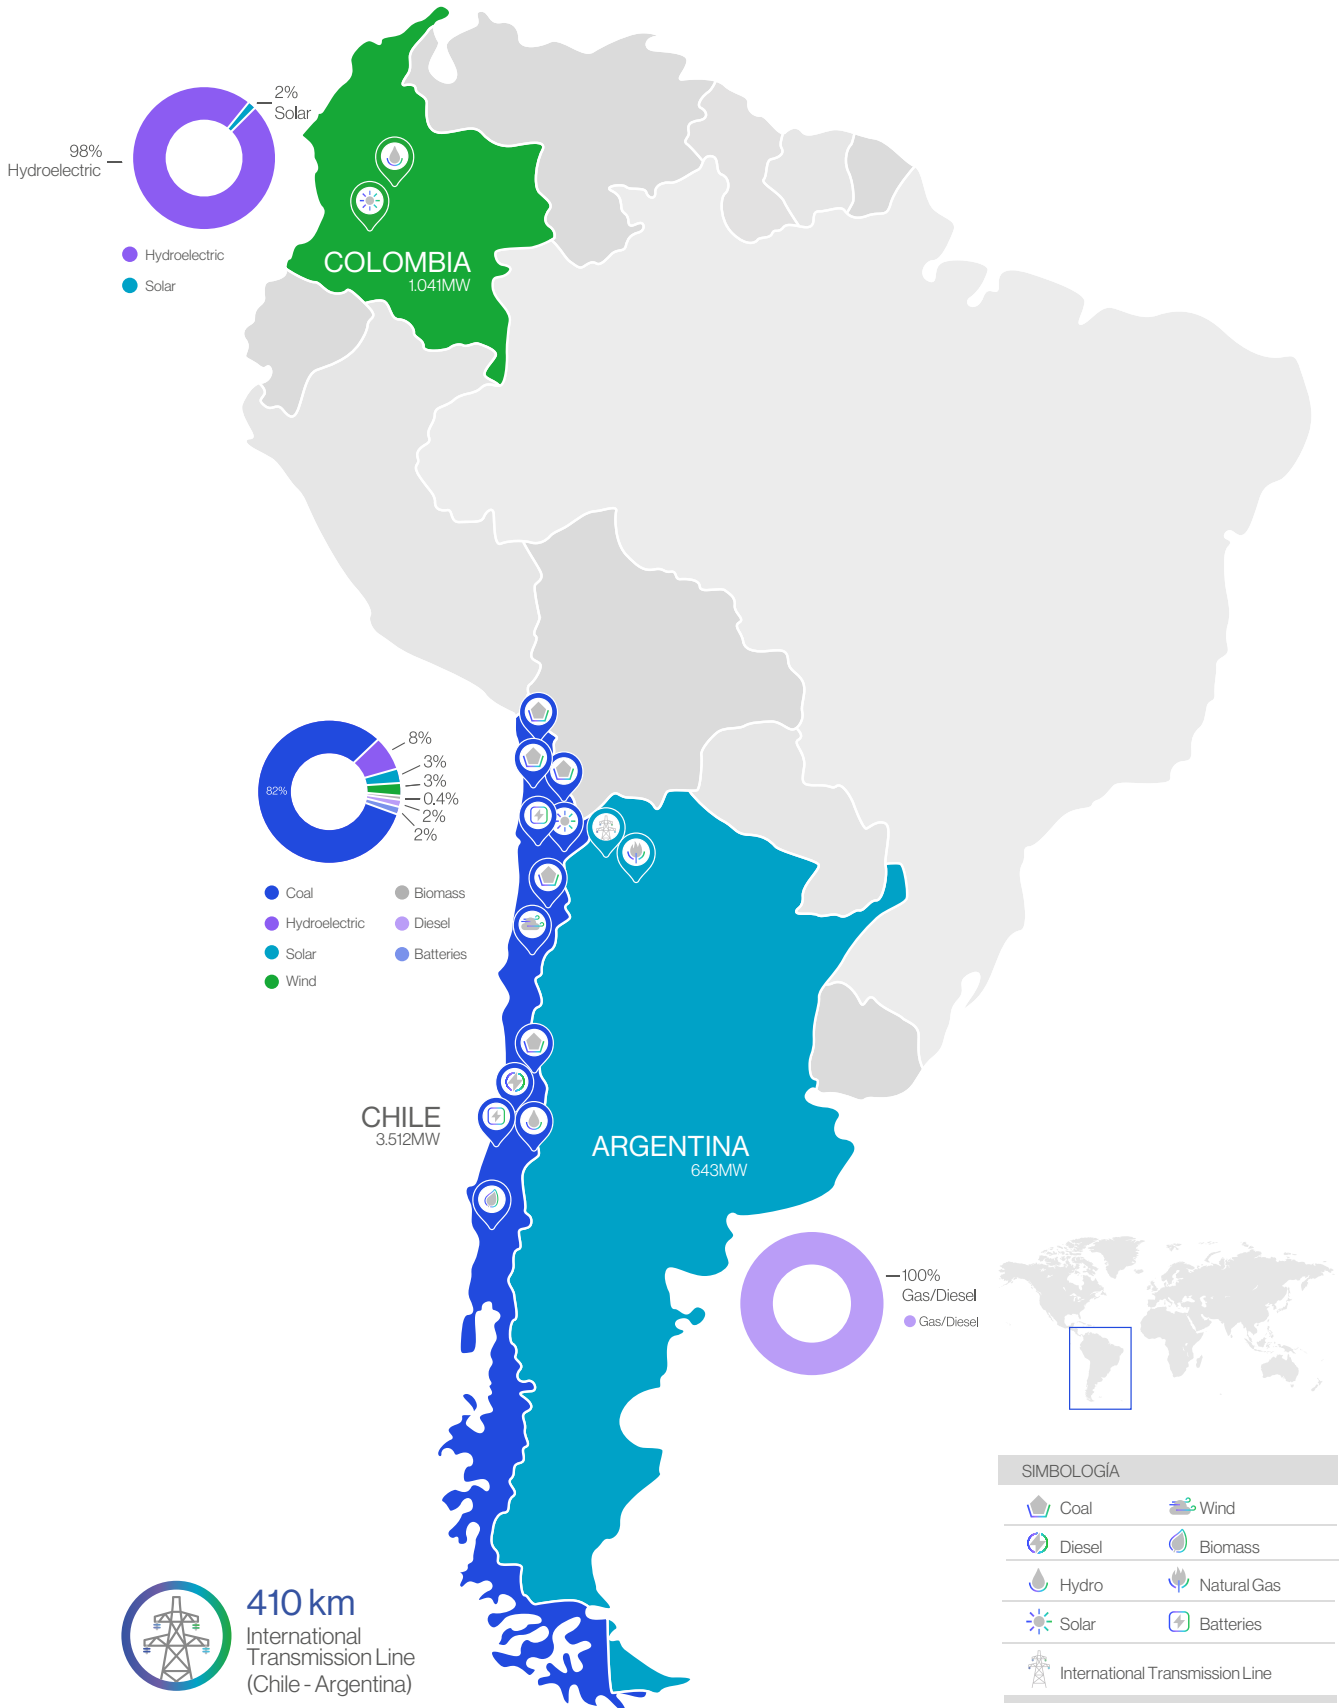 2%
Solar
98%
Hydroelectric
Hydroelectric
Solar
COLOMBIA
1.041MW
8%
3%
3%
0.4%
2%
2%
82%
Coal
Hydroelectric
Solar
Wind
Biomass
Diesel
Batteries
CHILE
3.512MW
ARGENTINA
643MW
100%
Gas/Diesel
Gas/Diesel
410 km
International
Transmission Line
(Chile - Argentina)
SIMBOLOGÍA
Coal
Wind
Diesel
Biomass
Hydro
Natural Gas
Solar
Batteries
International Transmission Line